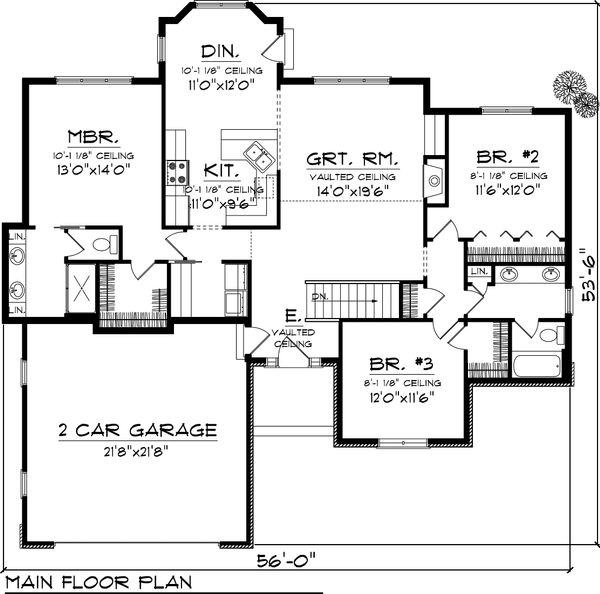 DIN.
10'-1 1/8" CEILING
11'0"x12'0"
MBR.
10'-1 1/8" CEILING
13'0"x14'0"
KIT.
10'-1 1/8" CEILING
11'0"x9'6"
GRT. RM.
VAULTED CEILING
14'0"x19'6"
BR. #2
8'-1 1/8" CEILING
11'6"x12'0"
LIN.
LIN.
LIN.
DN.
E.
VAULTED
CEILING
BR. #3
8'-1 1/8" CEILING
12'0"x11'6"
2 CAR GARAGE
21'8"x21'8"
53'-6"
56'-0"
MAIN FLOOR PLAN